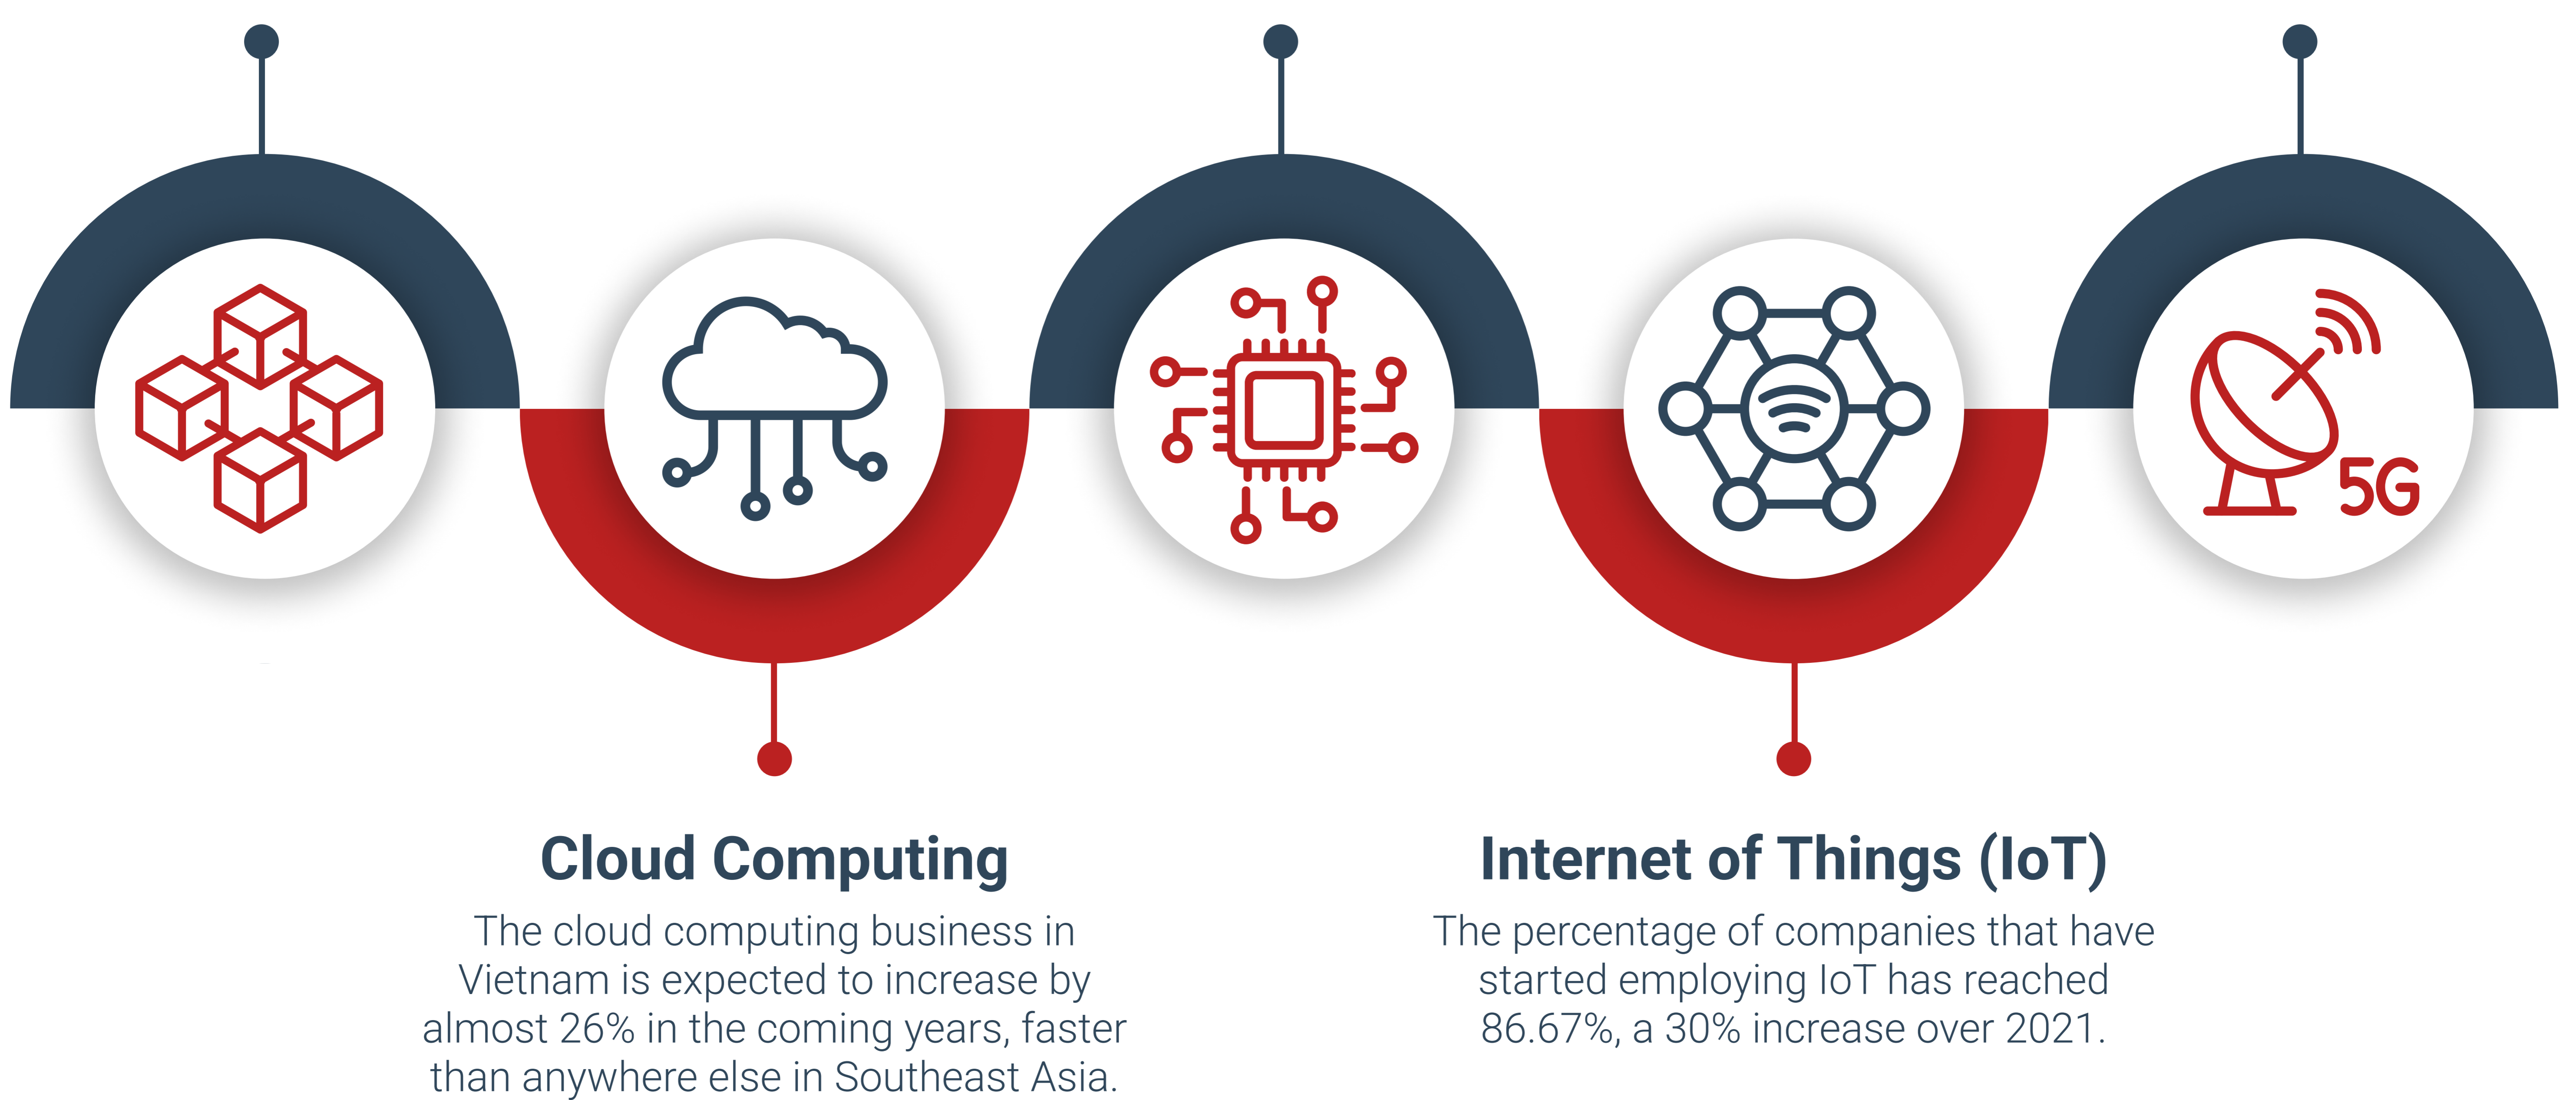 5G
Cloud Computing
The cloud computing business in
Vietnam is expected to increase by
almost 26% in the coming years, faster
than anywhere else in Southeast Asia.
Internet of Things (IoT)
The percentage of companies that have
started employing IoT has reached
86.67%, a 30% increase over 2021.